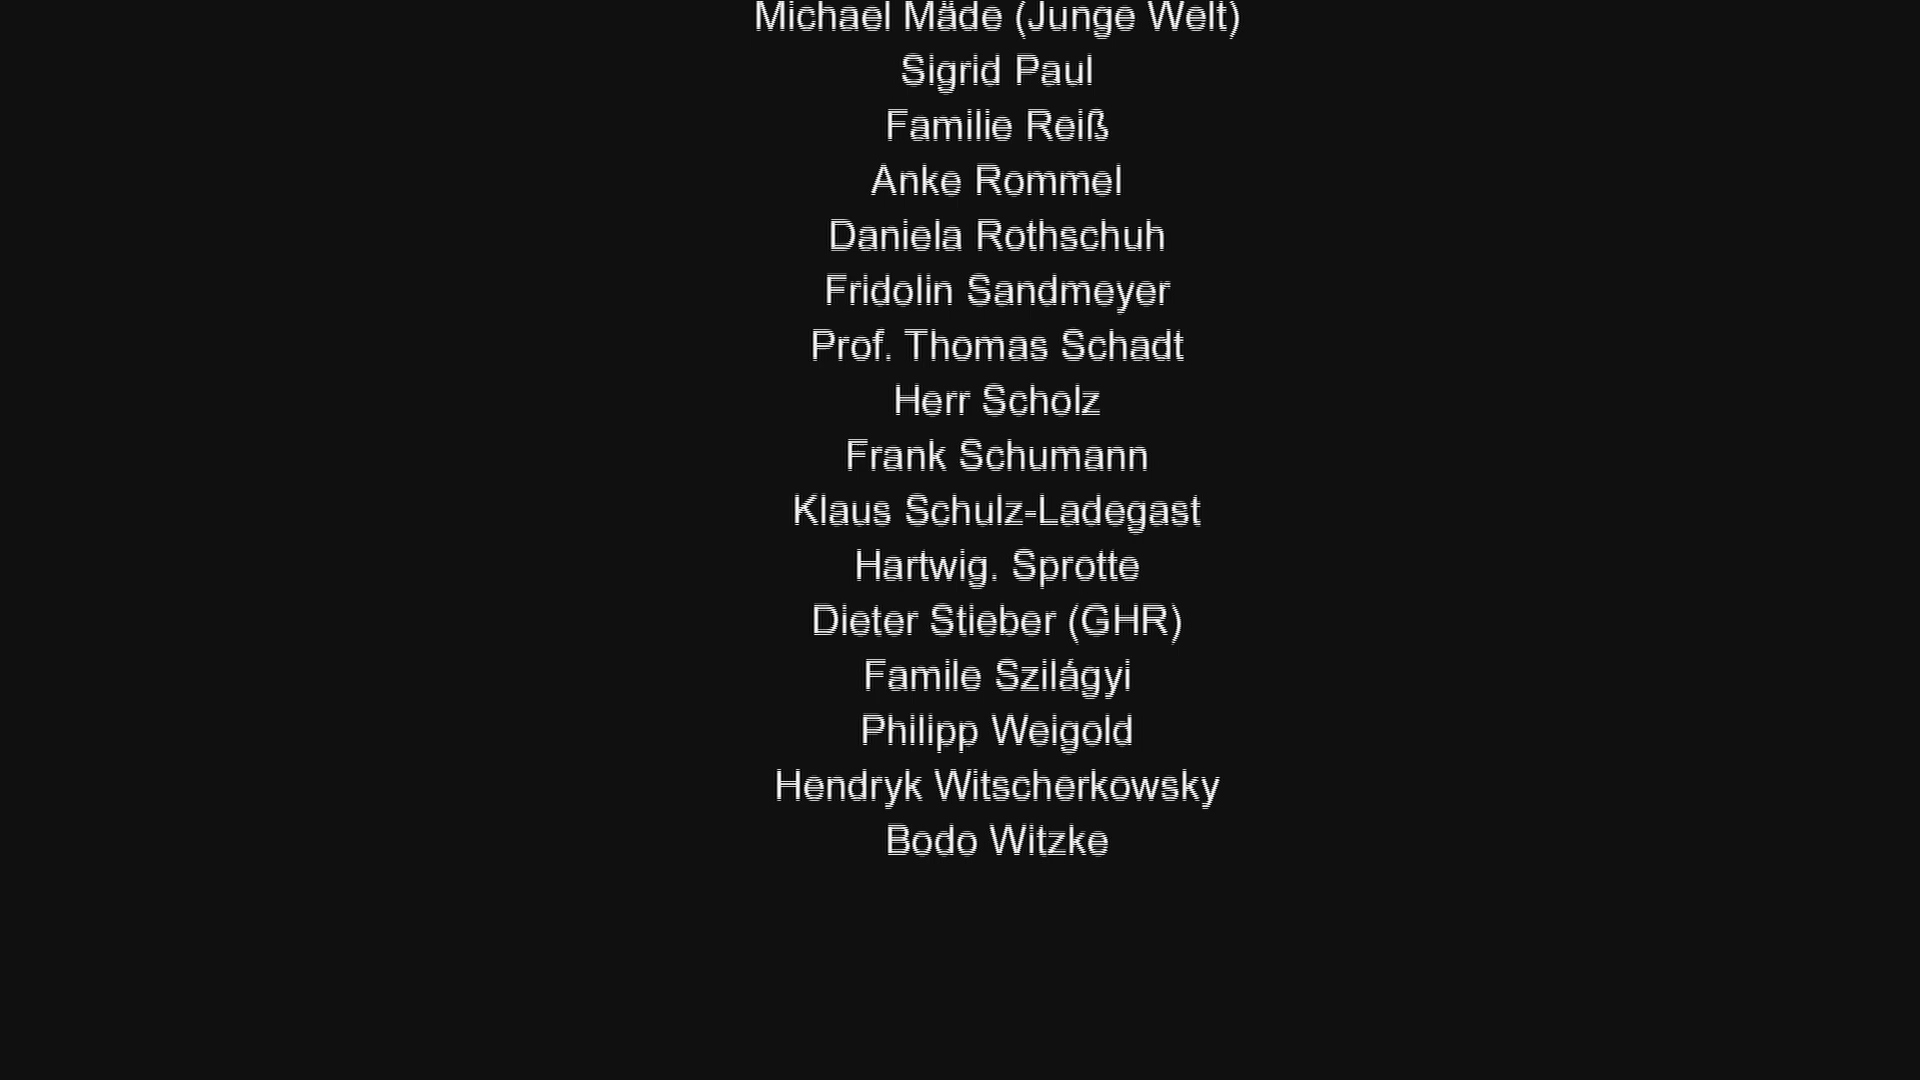 Michael Mäde (Junge Welt)
Sigrid Paul
Familie Reiß
Anke Rommel
Daniela Rothschuh
Fridolin Sandmeyer
Prof. Thomas Schadt
Herr Scholz
Frank Schumann
Klaus Schulz-Ladegast
Hartwig. Sprotte
Dieter Stieber (GHR)
Famile Szilágyi
Philipp Weigold
Hendryk Witscherkowsky
Bodo Witzke